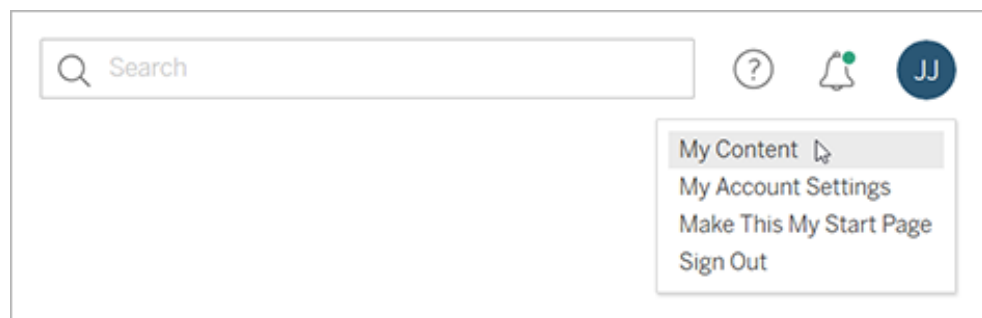 Search
?
JJ
My Content
My Account Settings
Make This My Start Page
Sign Out